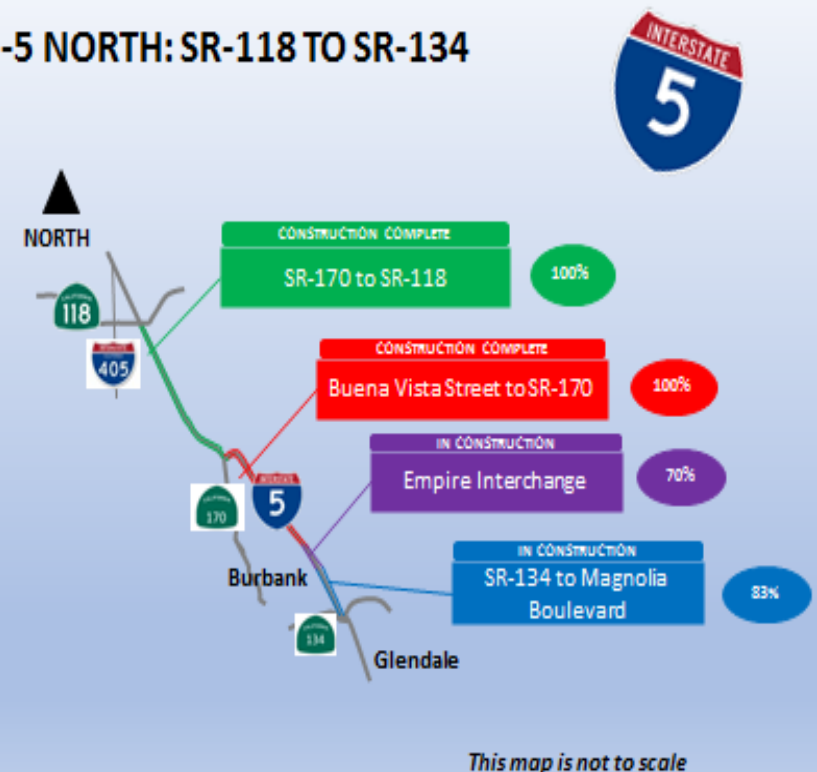 -5 NORTH: SR-118 TO SR-134
INTERSTATE
5
NORTH
CONSTRUCTION COMPLETE
SR-170 to SR-118
100%
CALIFORNIA
118
405
CONSTRUCTION COMPLETE
Buena Vista Street to SR-170
100%
IN CONSTRUCTION
Empire Interchange
70%
INTERSTATE
5
170
IN CONSTRUCTION
SR-134 to Magnolia
Boulevard
83%
Burbank
134
Glendale
This map is not to scale